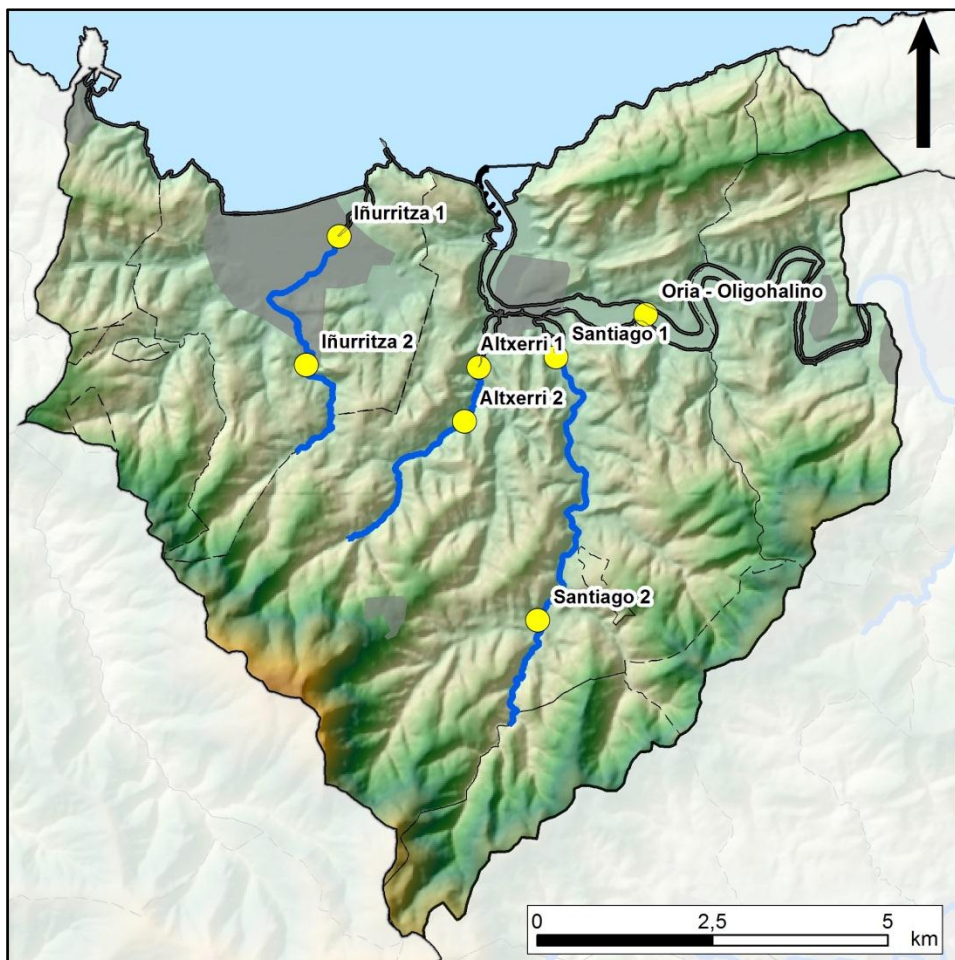 Iñurritza 1
Oria - Oligohalino
Iñurritza 2
Altxerri 1
Santiago 1
Altxerri 2
Santiago 2
0 2,5 5
km